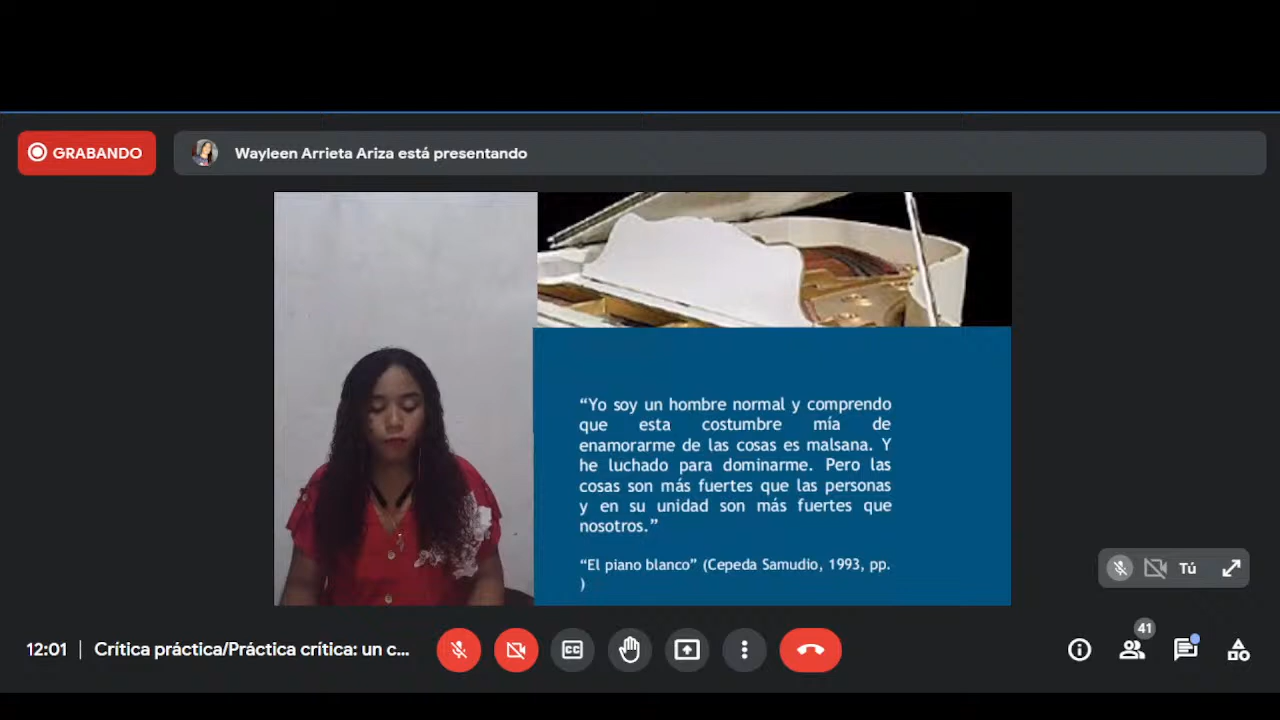 GRABANDO
Wayleen Arrieta Ariza está presentando
“Yo soy un hombre normal y comprendo
que esta costumbre mía de
enamorarme de las cosas es malsana. Y
he luchado para dominarme. Pero las
cosas son más fuertes que las personas
y en su unidad son más fuertes que
nosotros.”
“El piano blanco” (Cepeda Samudio, 1993, pp.
)
Tú
12:01 | Crítica práctica/Práctica crítica: un c...
CC
41